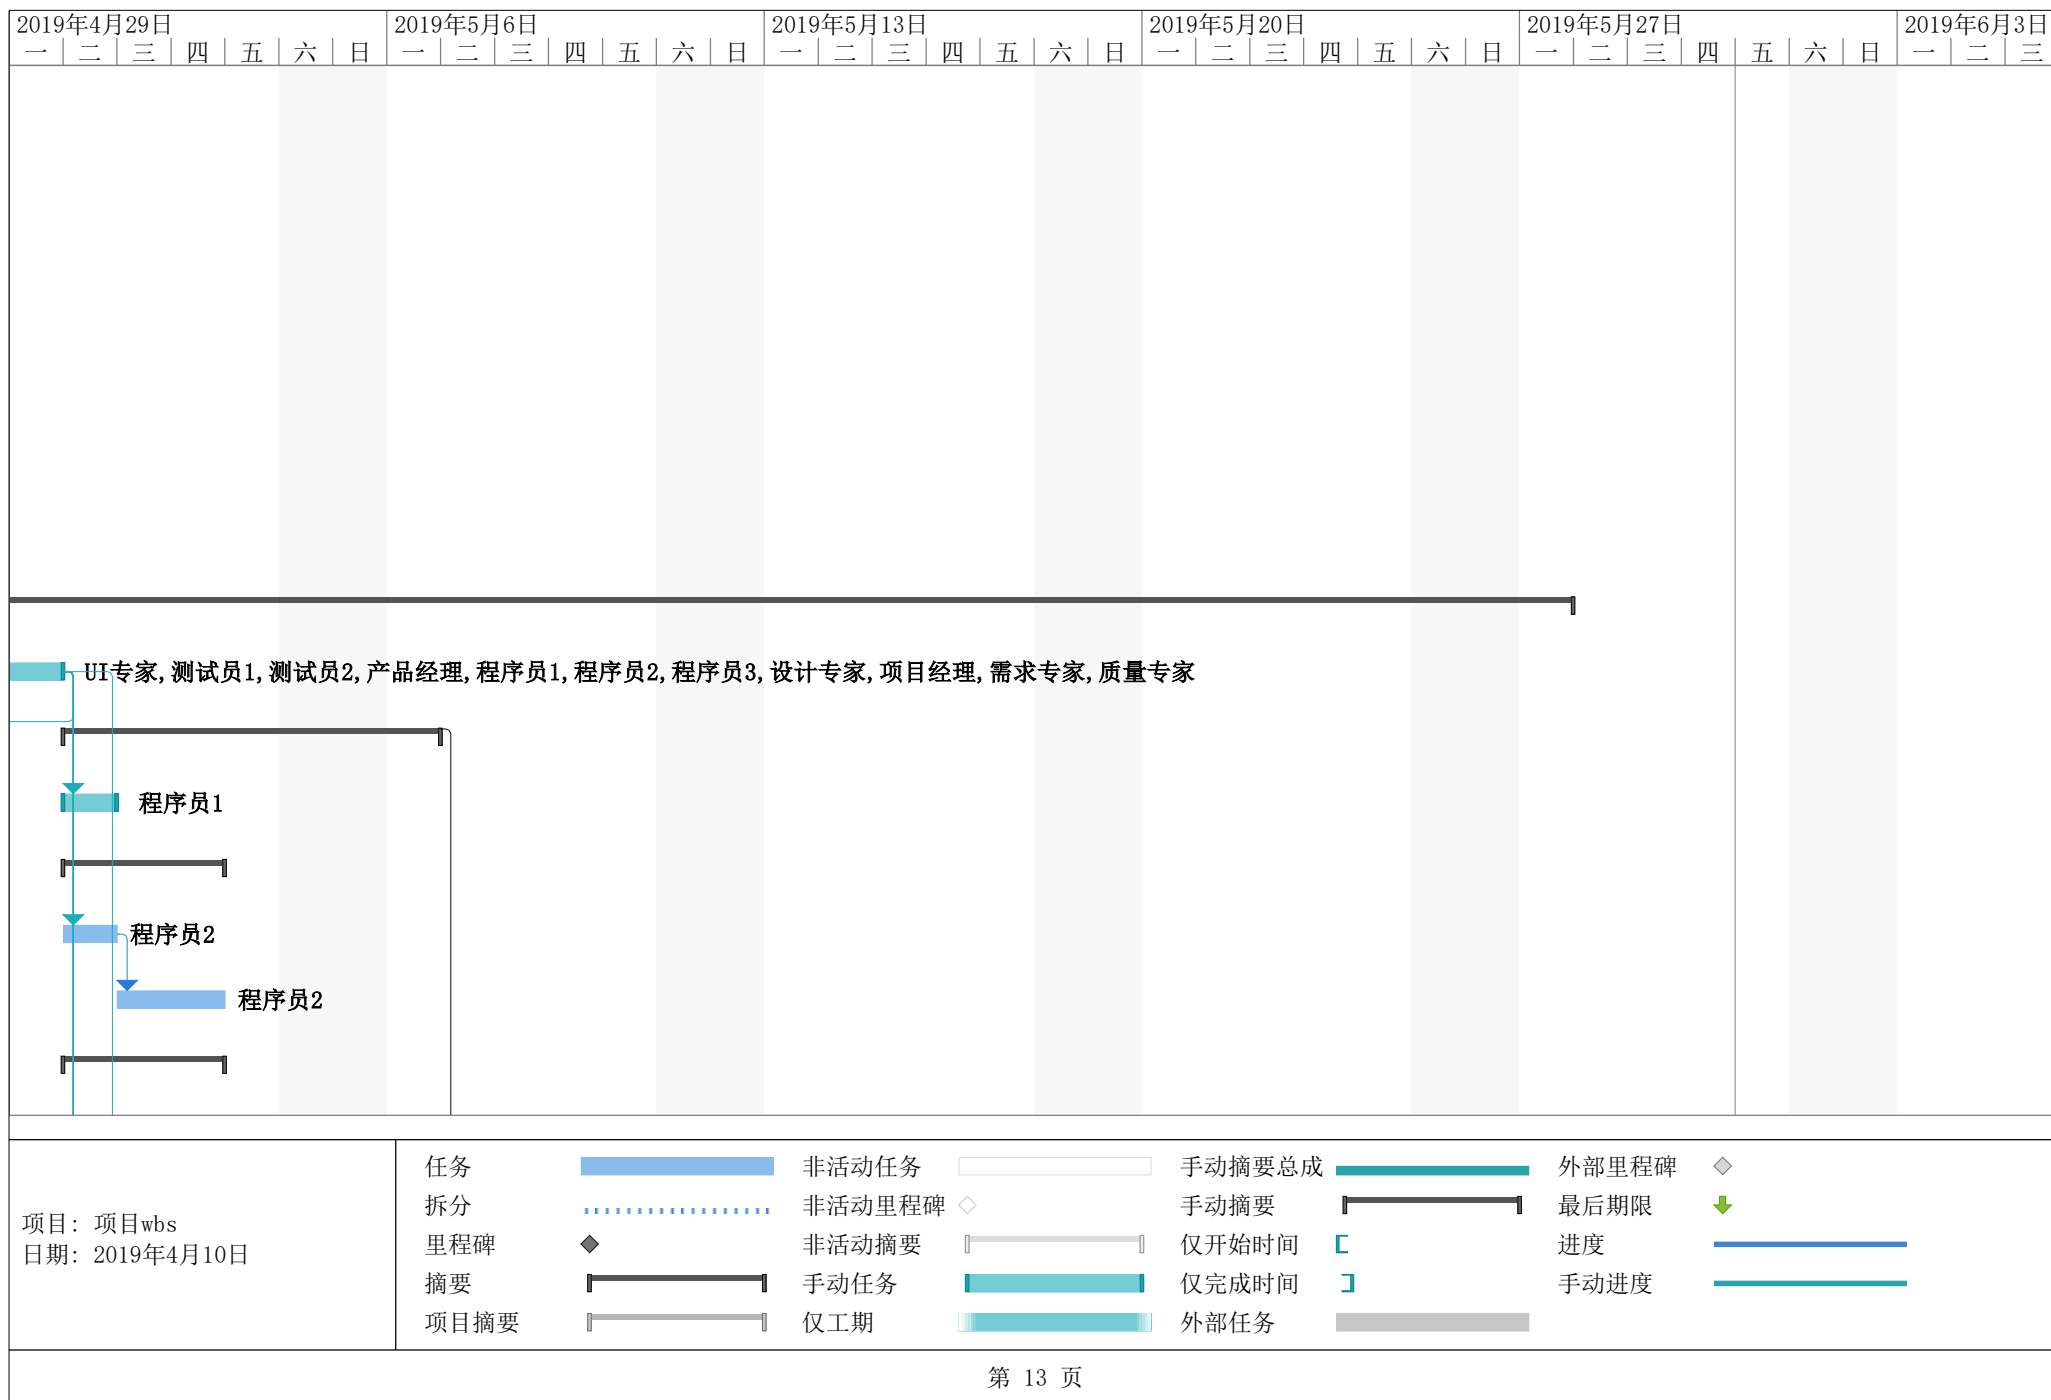 2019年4月29日 2019年5月6日 2019年5月13日 2019年5月20日 2019年5月27日 2019年6月3日
一 二 三 四 五 六 日 一 二 三 四 五 六 日 一 二 三 四 五 六 日 一 二 三 四 五 六 日 一 二 三 四 五 六 日 一 二 三
UI专家,测试员1,测试员2,产品经理,程序员1,程序员2,程序员3,设计专家,项目经理,需求专家,质量专家
程序员1
程序员2
程序员2
项目: 项目wbs
日期: 2019年4月10日
任务 非活动任务 手动摘要总成 外部里程碑
拆分 非活动里程碑 手动摘要 最后期限
里程碑 非活动摘要 仅开始时间 进度
摘要 手动任务 仅完成时间 手动进度
项目摘要 仅工期 外部任务
第 13 页